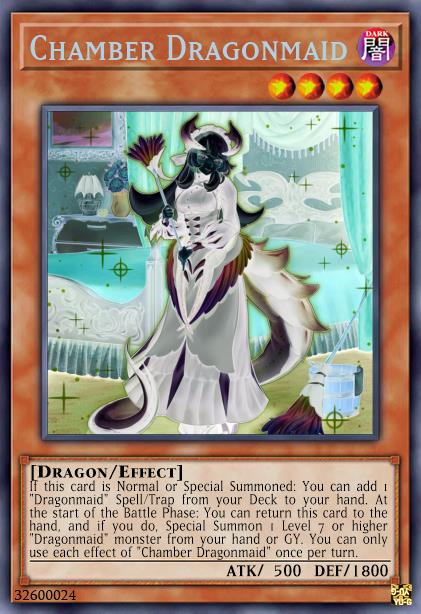 CHAMBER DRAGONMAID
DARK
闇
[DRAGON/EFFECT]
If this card is Normal or Special Summoned: You can add 1
"Dragonmaid" Spell/Trap from your Deck to your hand. At
the start of the Battle Phase: You can return this card to the
hand, and if you do, Special Summon 1 Level 7 or higher
"Dragonmaid" monster from your hand or GY. You can only
use each effect of "Chamber Dragonmaid" once per turn.
ATK/ 500 DEF/1800
32600024